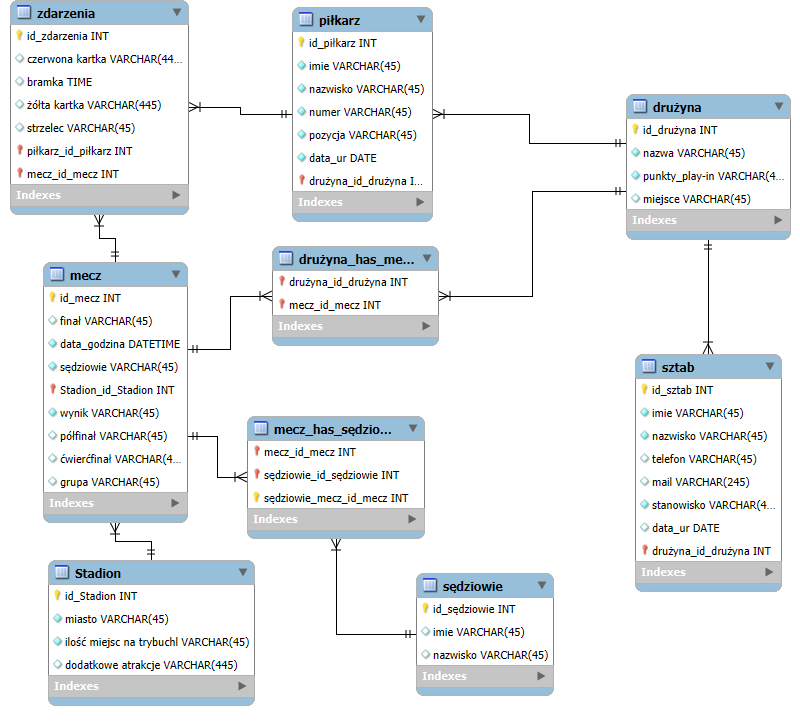 zdarzenia
id_zdarzenia INT
czerwona kartka VARCHAR(44...
bramka TIME
żółta kartka VARCHAR(445)
strzelec VARCHAR(45)
piłkarz_id_piłkarz INT
mecz_id_mecz INT
Indexes
piłkarz
id_piłkarz INT
imie VARCHAR(45)
nazwisko VARCHAR(45)
numer VARCHAR(45)
pozycja VARCHAR(45)
data_ur DATE
drużyna_id_drużyna I...
Indexes
drużyna
id_drużyna INT
nazwa VARCHAR(45)
punkty_play-in VARCHAR(4...
miejsce VARCHAR(45)
Indexes
mecz
id_mecz INT
finał VARCHAR(45)
data_godzina DATETIME
sędziowie VARCHAR(45)
Stadion_id_Stadion INT
wynik VARCHAR(45)
półfinał VARCHAR(45)
ćwierćfinał VARCHAR(4...
grupa VARCHAR(45)
Indexes
drużyna_has_me...
drużyna_id_drużyna INT
mecz_id_mecz INT
Indexes
mecz_has_sędzio...
mecz_id_mecz INT
sędziowie_id_sędziowie INT
sędziowie_mecz_id_mecz INT
Indexes
sztab
id_sztab INT
imie VARCHAR(45)
nazwisko VARCHAR(45)
telefon VARCHAR(45)
mail VARCHAR(245)
stanowisko VARCHAR(4...
data_ur DATE
drużyna_id_drużyna INT
Indexes
Stadion
id_Stadion INT
miasto VARCHAR(45)
ilość miejsc na trybuchl VARCHAR(45)
dodatkowe atrakcje VARCHAR(445)
Indexes
sędziowie
id_sędziowie INT
imie VARCHAR(45)
nazwisko VARCHAR(45)
Indexes